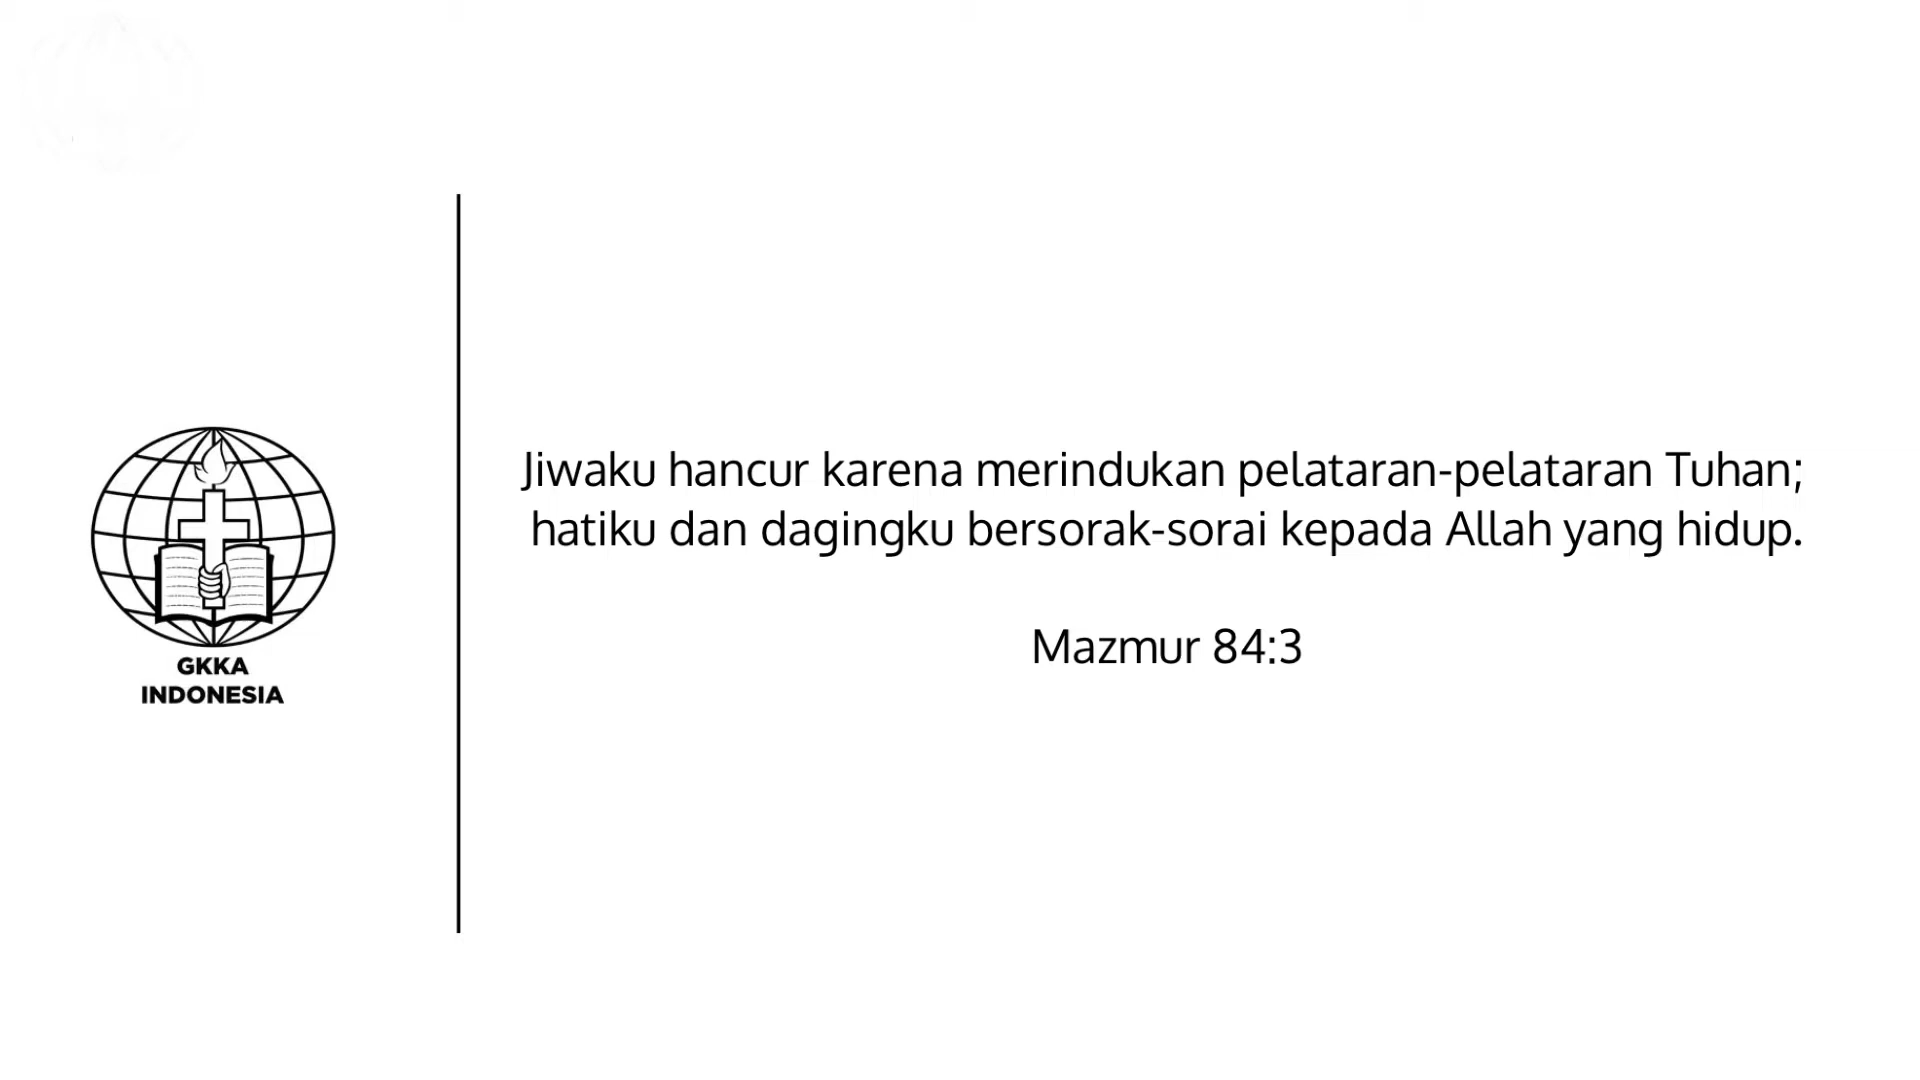 GKKA
INDONESIA
Jiwaku hancur karena merindukan pelataran-pelataran Tuhan;
hatiku dan dagingku bersorak-sorai kepada Allah yang hidup.
Mazmur 84:3